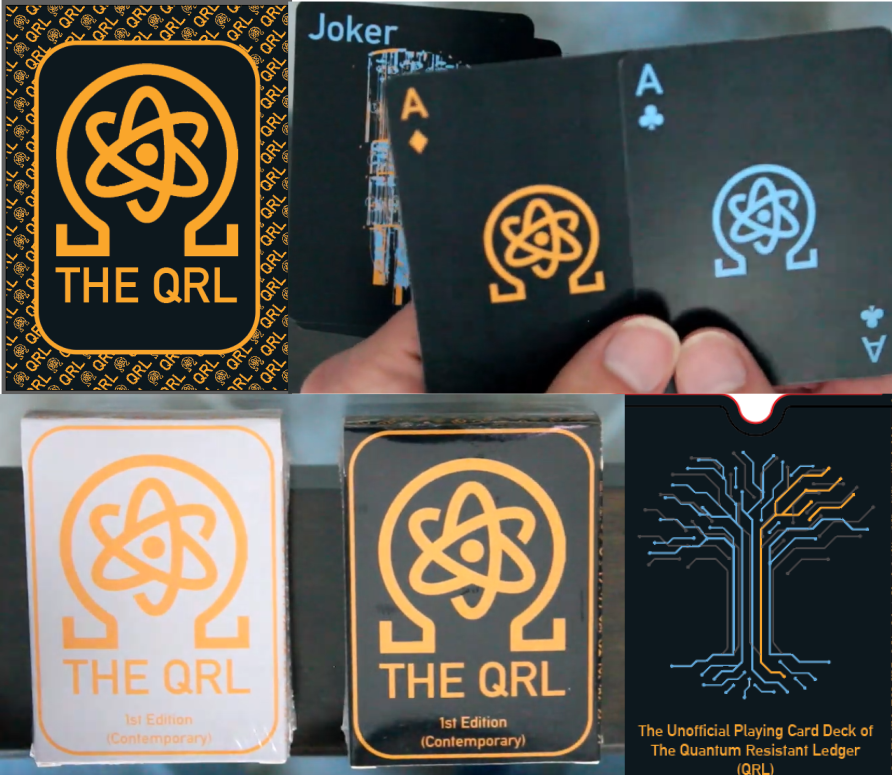 THE QRL
Joker
A
A
A
THE QRL
1st Edition
(Contemporary)
THE QRL
1st Edition
(Contemporary)
The Unofficial Playing Card Deck of
The Quantum Resistant Ledger
(QRL)